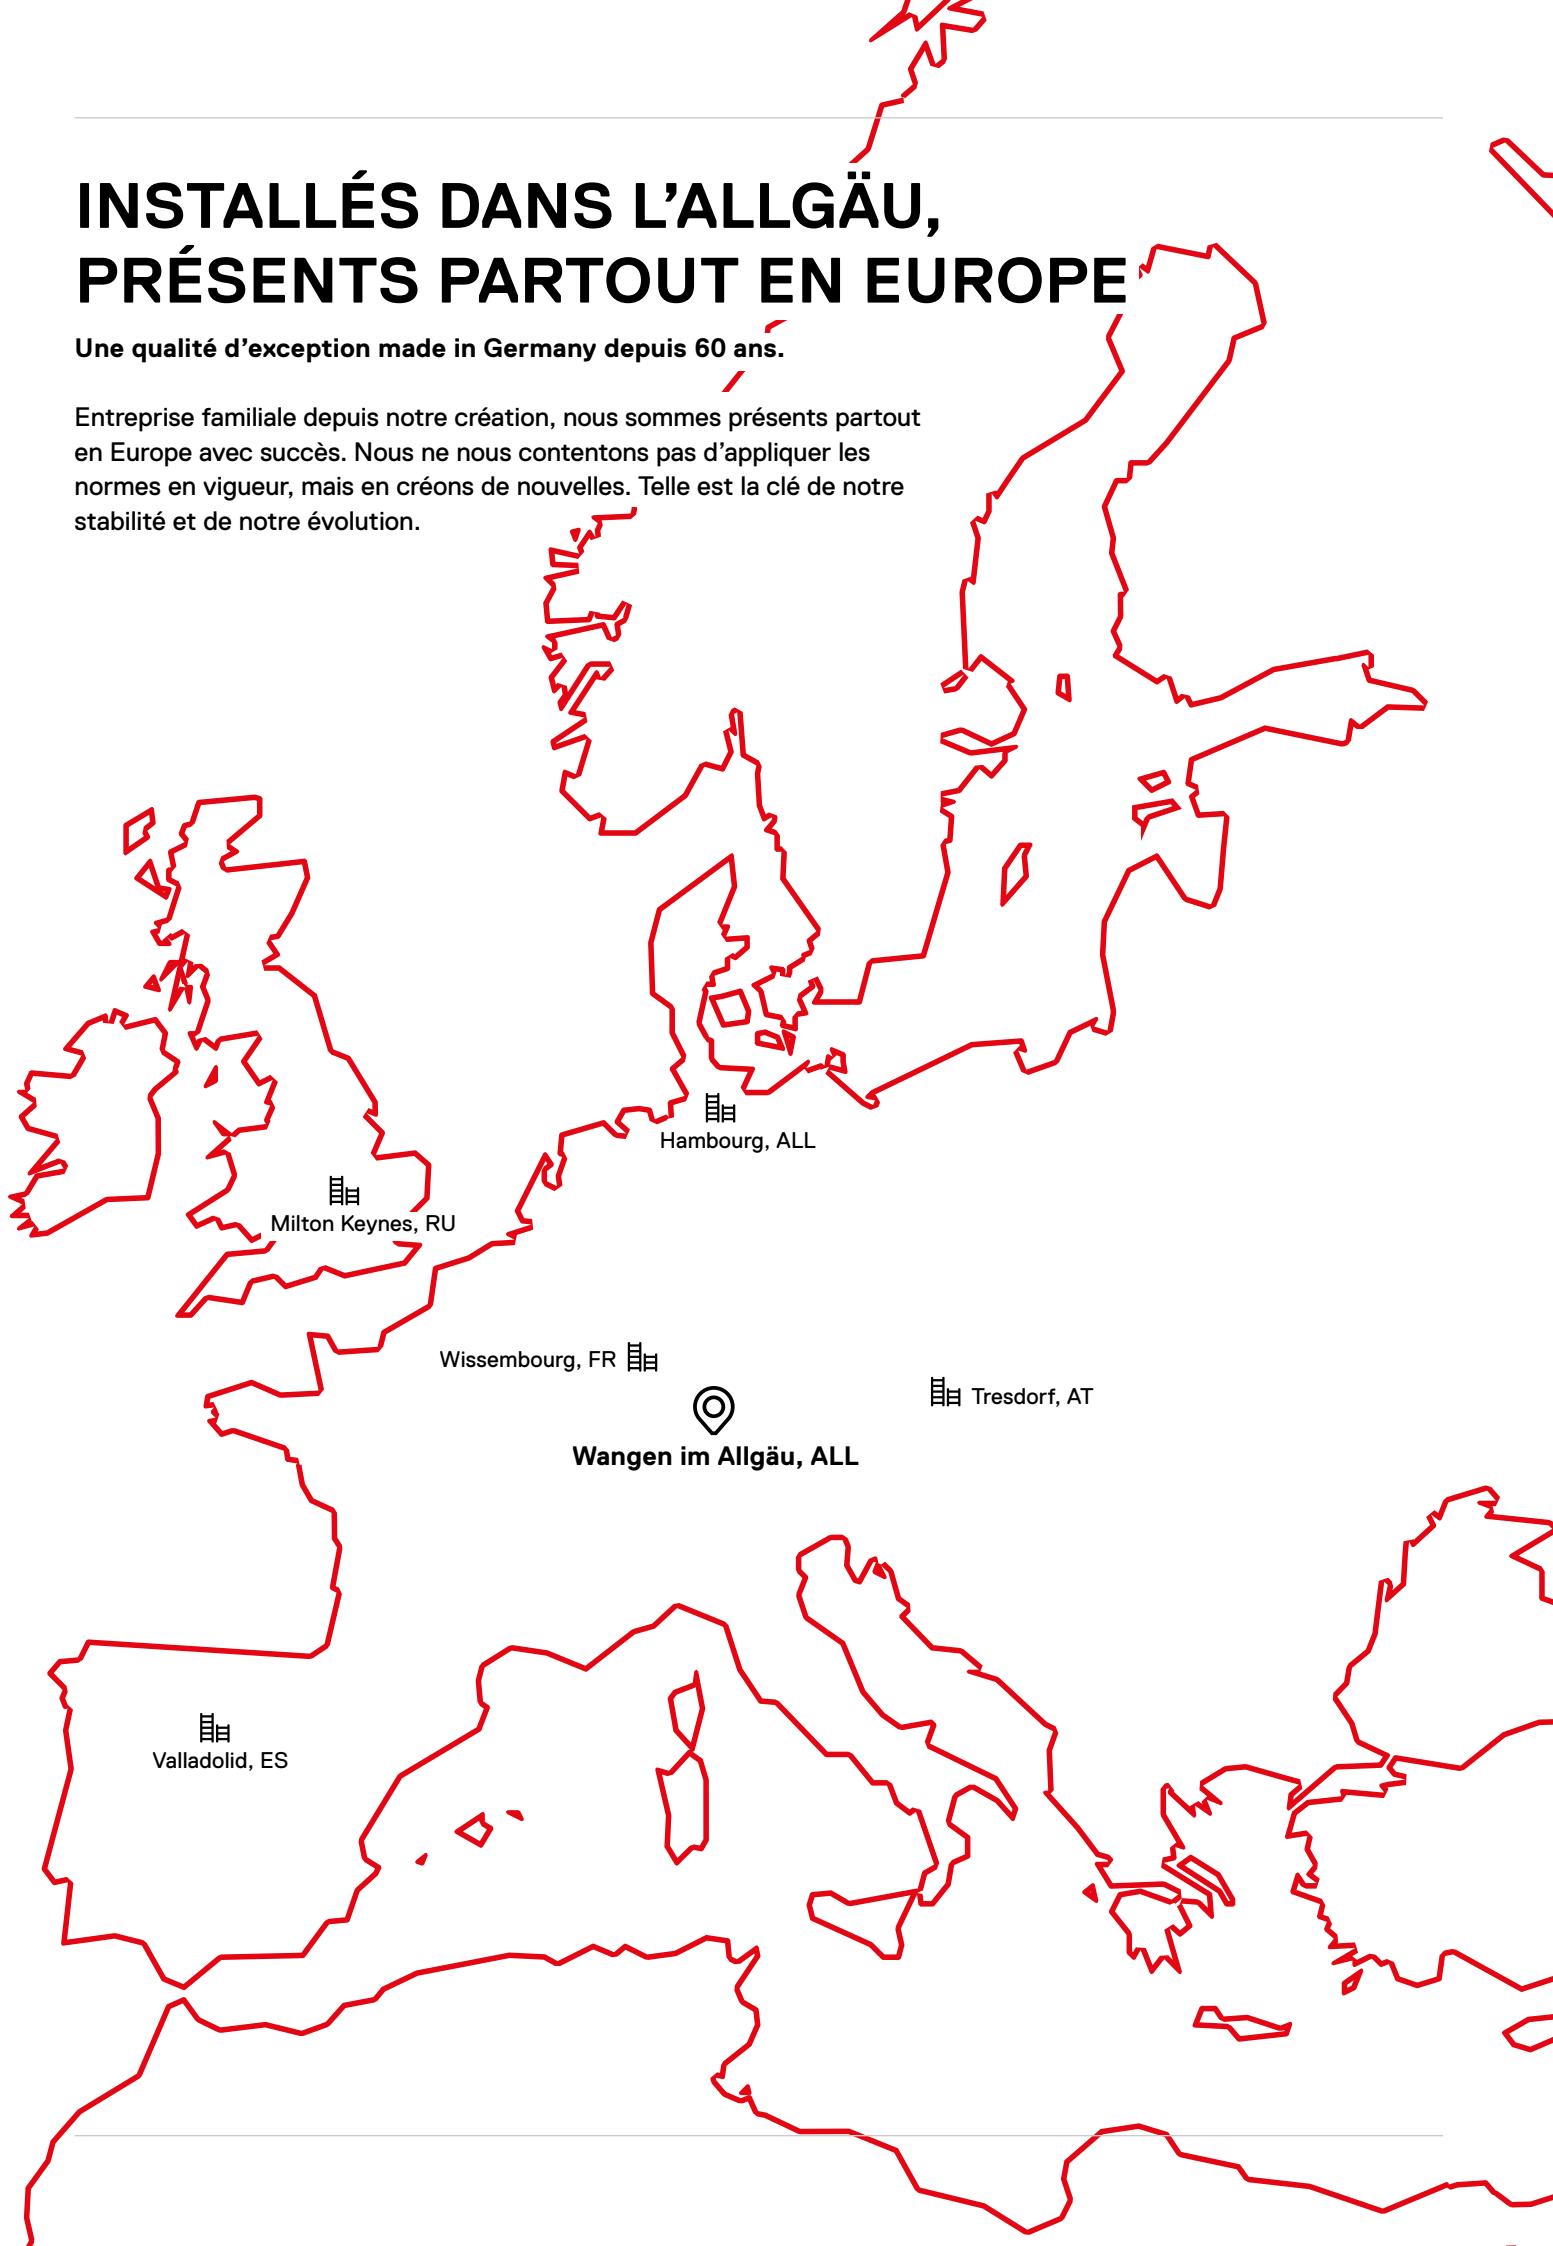 INSTALLÉS DANS L’ALLGÄU,
PRÉSENTS PARTOUT EN EUROPE
Une qualité d’exception made in Germany depuis 60 ans.
Entreprise familiale depuis notre création, nous sommes présents partout
en Europe avec succès. Nous ne nous contentons pas d’appliquer les
normes en vigueur, mais en créons de nouvelles. Telle est la clé de notre
stabilité et de notre évolution.
Hambourg, ALL
Milton Keynes, RU
Wissembourg, FR
Tresdorf, AT
Wangen im Allgäu, ALL
Valladolid, ES